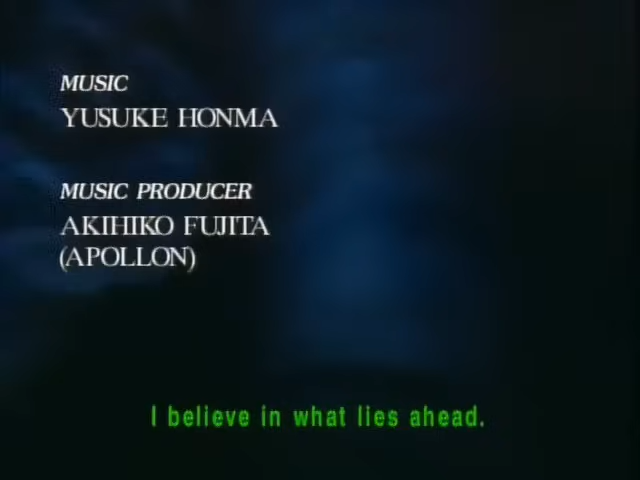 MUSIC
YUSUKE HONMA
MUSIC PRODUCER
AKIHIKO FUJITA
(APOLLON)
I believe in what lies ahead.